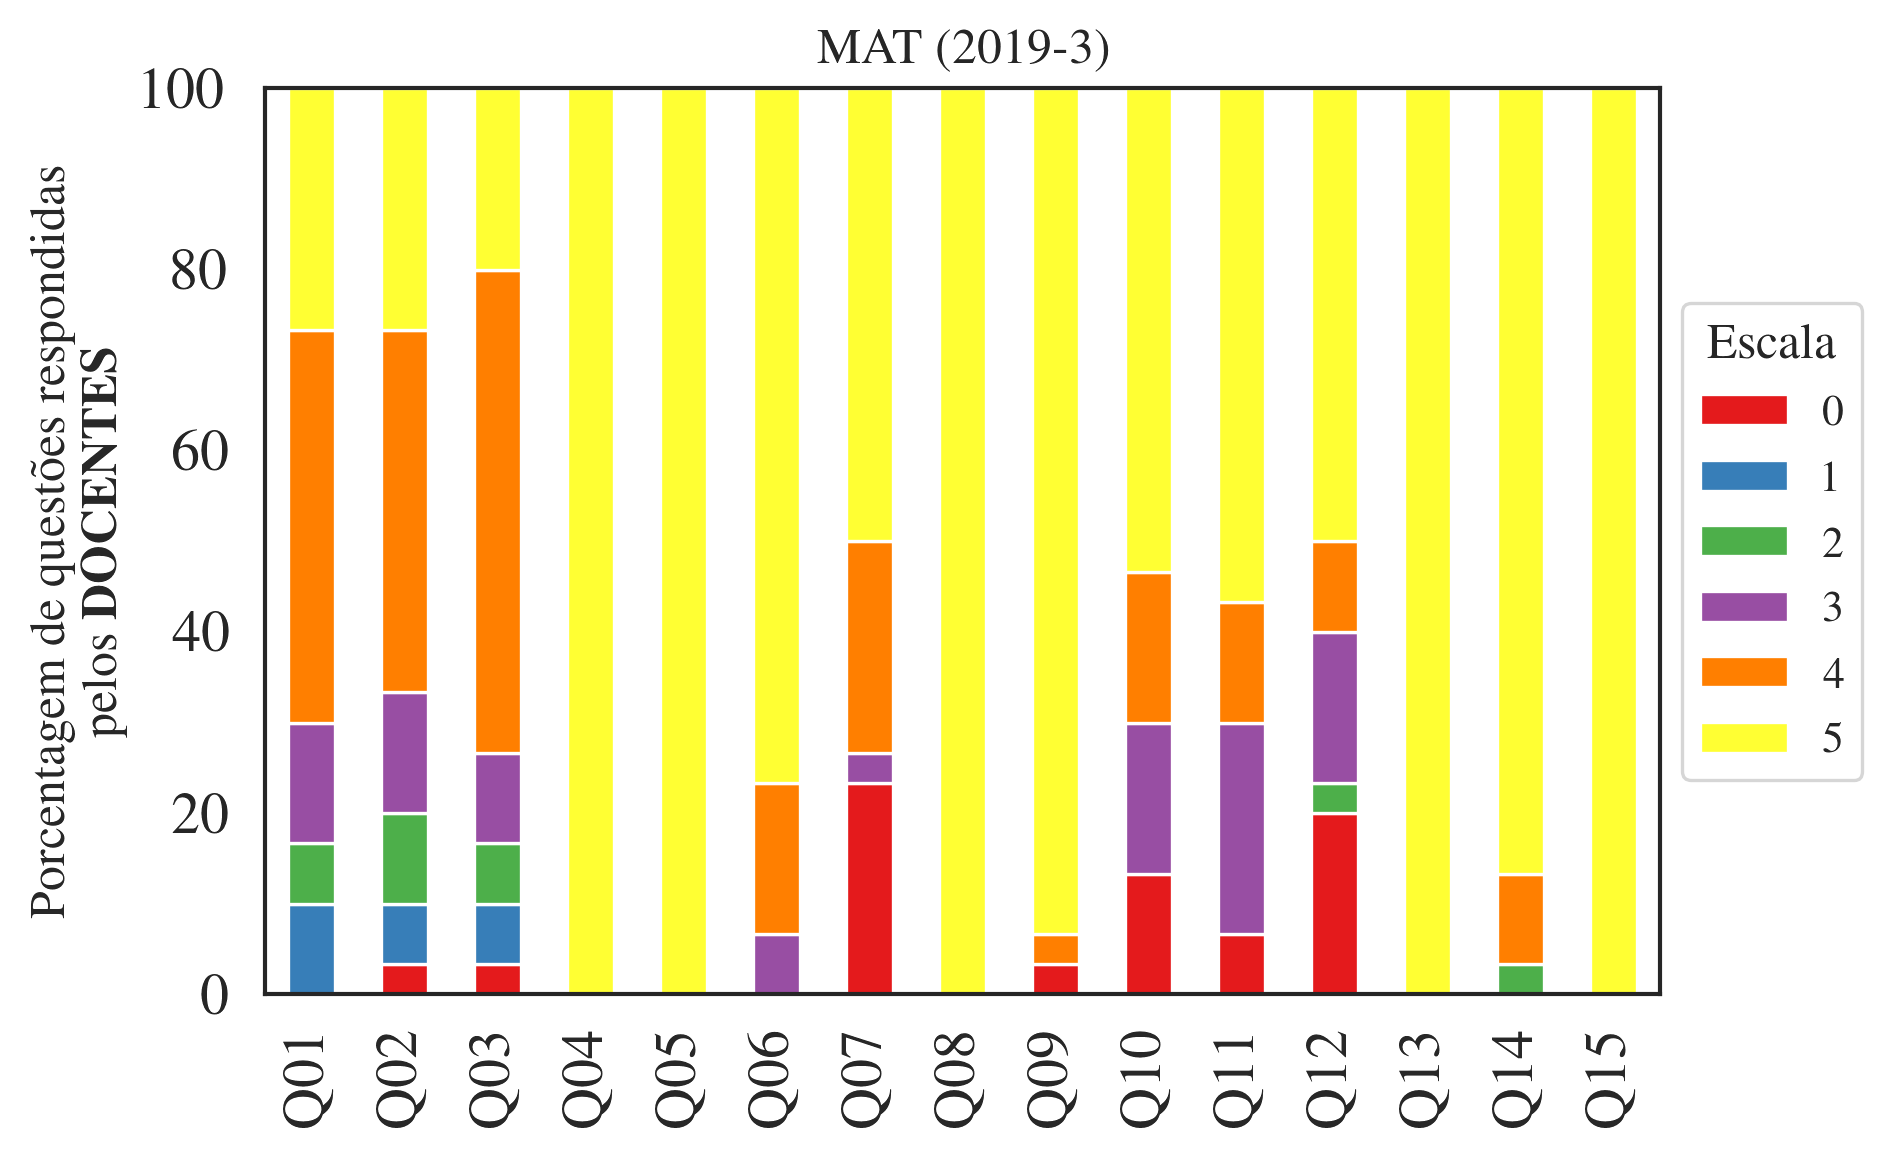 MAT (2019-3)
Porcentagem de questões respondidas
pelos DOCENTES
100
80
60
40
20
0
Q01
Q02
Q03
Q04
Q05
Q06
Q07
Q08
Q09
Q10
Q11
Q12
Q13
Q14
Q15
Escala
0
1
2
3
4
5